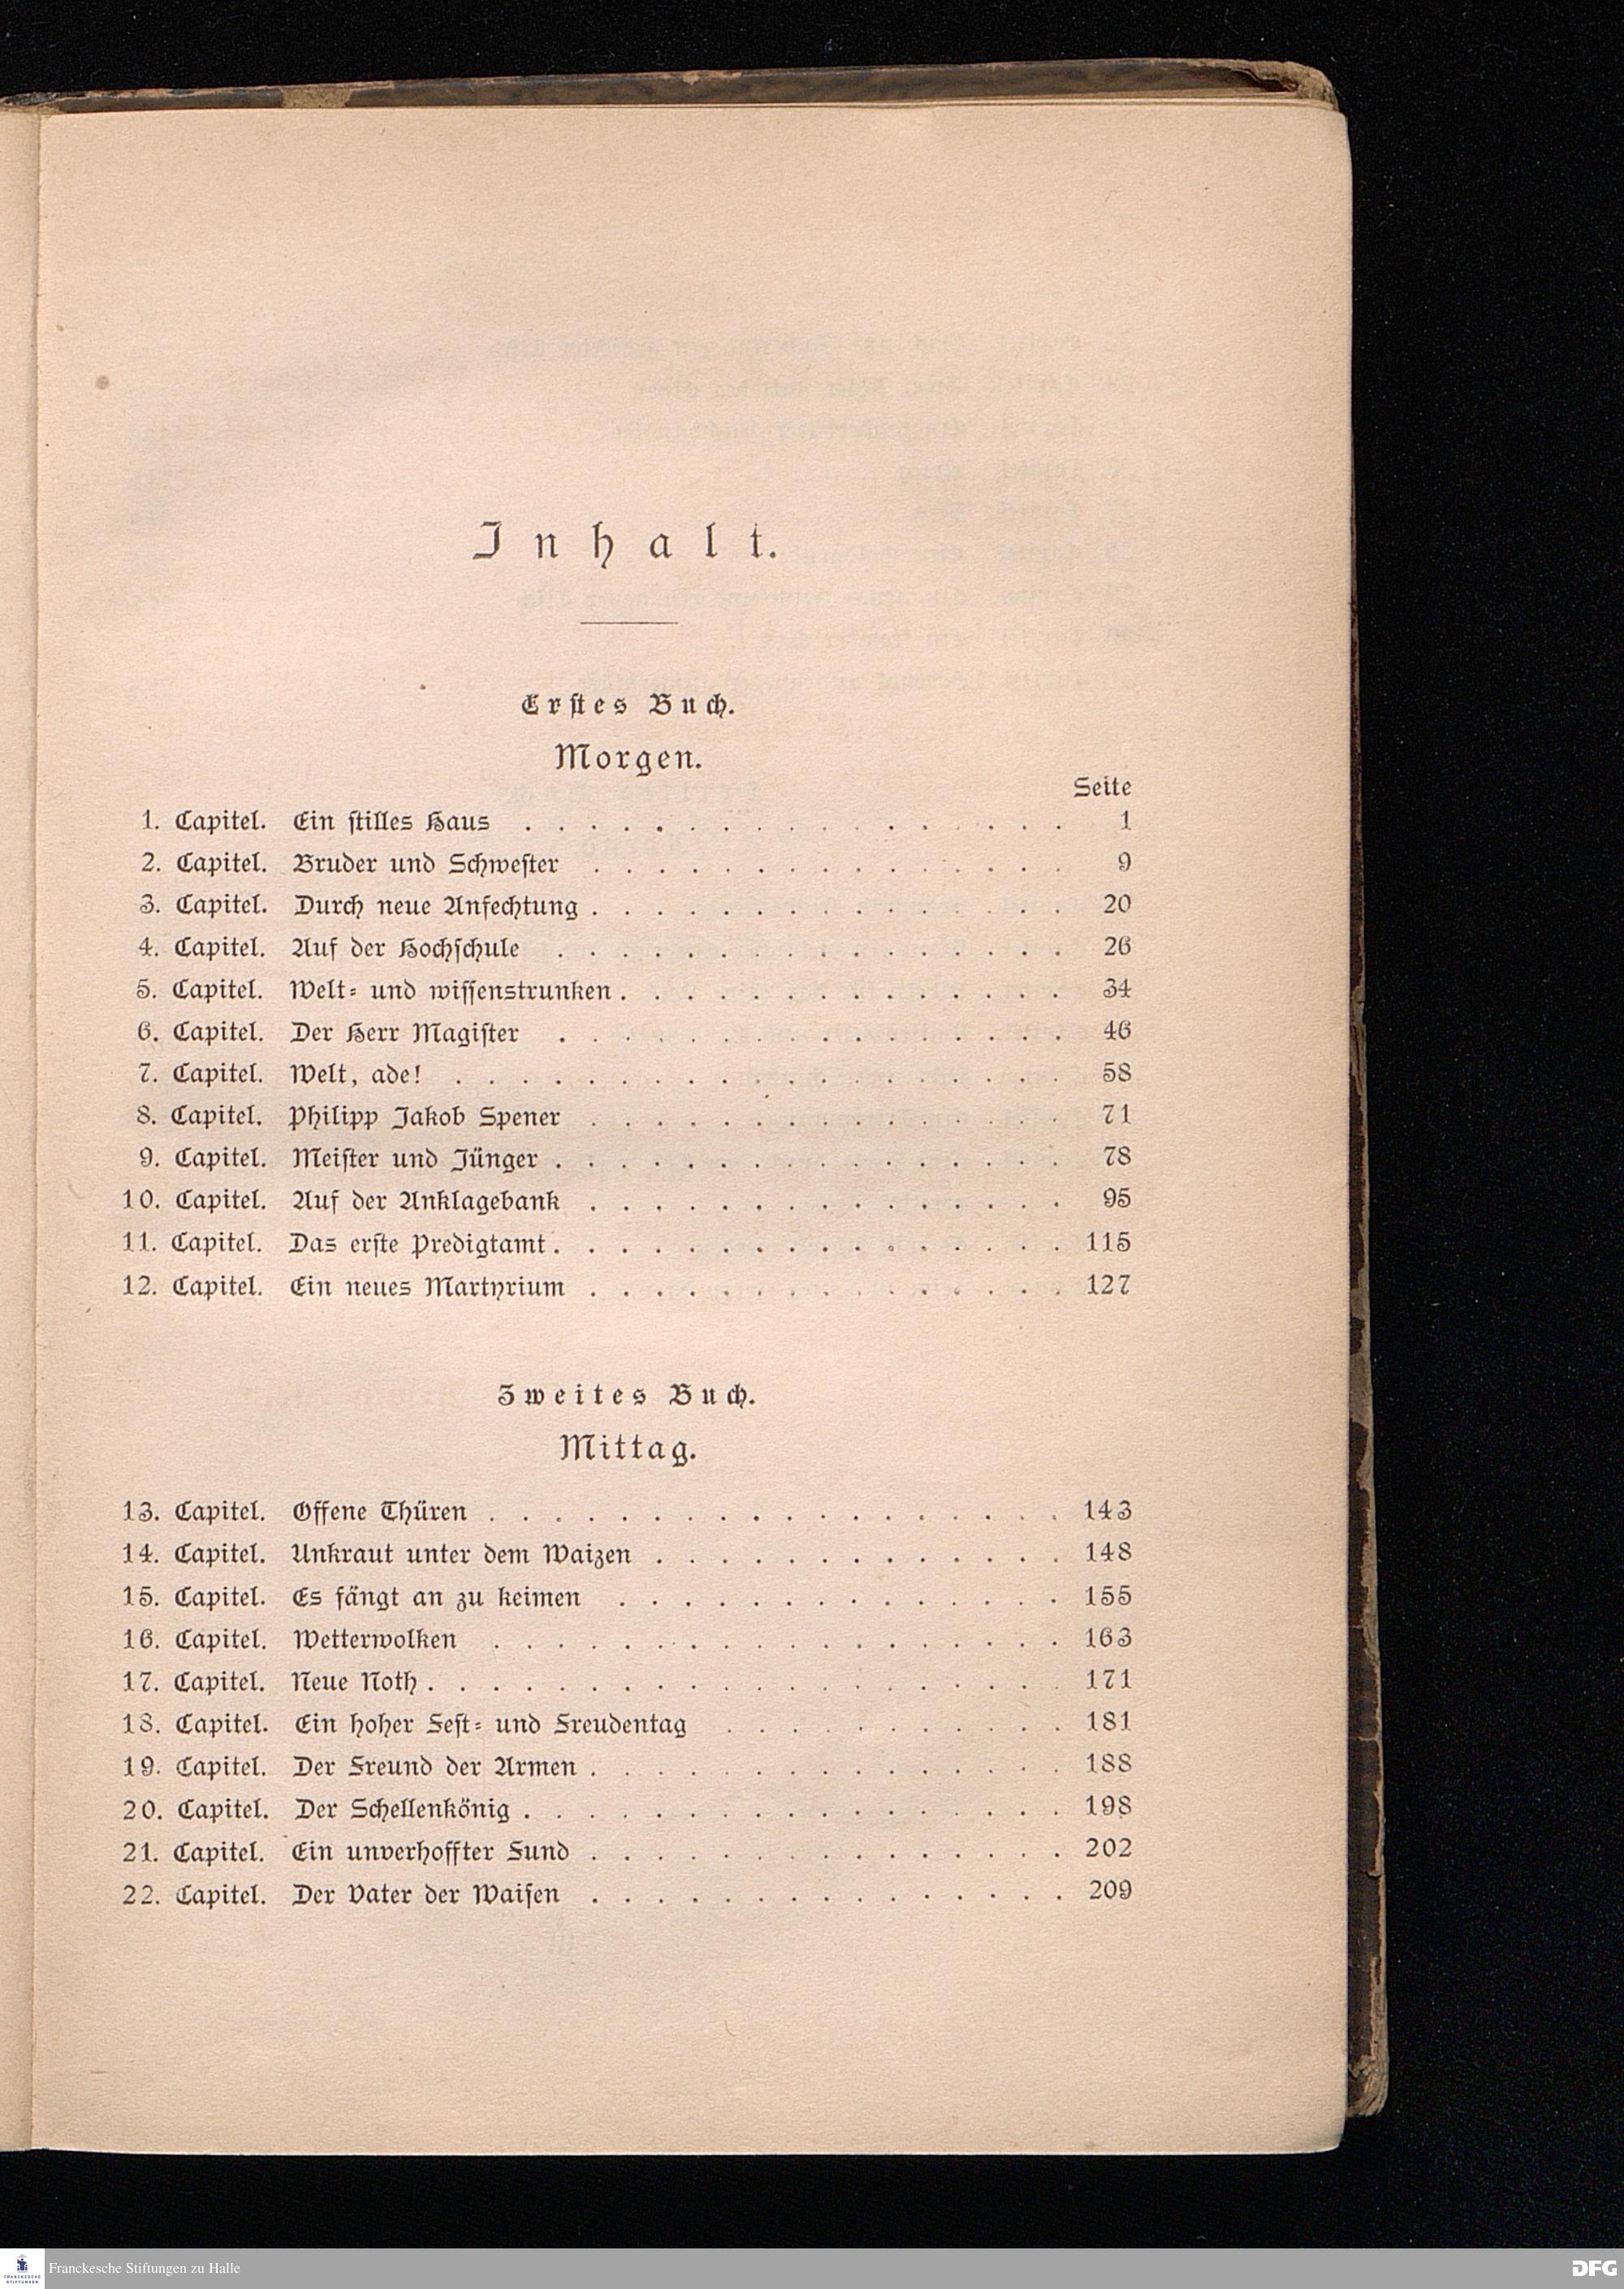 Inhalt.
Erstes Buch.
Morgen.
Seite
1. Capitel. Ein stilles Haus . . . . . . . . . . . . . . . . . 1
2. Capitel. Bruder und Schwester . . . . . . . . . . . . . . . 9
3. Capitel. Durch neue Anfechtung . . . . . . . . . . . . . . . 20
4. Capitel. Auf der Hochschule . . . . . . . . . . . . . . . . 26
5. Capitel. Welt- und wissenstrunken . . . . . . . . . . . . . . 34
6. Capitel. Der Herr Magister . . . . . . . . . . . . . . . . 46
7. Capitel. Welt, ade! . . . . . . . . . . . . . . . . . . . 58
8. Capitel. Philipp Jakob Spener . . . . . . . . . . . . . . . 71
9. Capitel. Meister und Jünger . . . . . . . . . . . . . . . . 78
10. Capitel. Auf der Anklagebank . . . . . . . . . . . . . . . 95
11. Capitel. Das erste Predigtamt . . . . . . . . . . . . . . . . 115
12. Capitel. Ein neues Martyrium . . . . . . . . . . . . . . . 127
Zweites Buch.
Mittag.
13. Capitel. Offene Thüren . . . . . . . . . . . . . . . . . . 143
14. Capitel. Unkraut unter dem Waizen . . . . . . . . . . . . . 148
15. Capitel. Es fängt an zu keimen . . . . . . . . . . . . . . 155
16. Capitel. Wetterwolken . . . . . . . . . . . . . . . . . . 163
17. Capitel. Neue Noth . . . . . . . . . . . . . . . . . . . . 171
18. Capitel. Ein hoher Fest- und Freudentag . . . . . . . . . . . 181
19. Capitel. Der Freund der Armen . . . . . . . . . . . . . . . 188
20. Capitel. Der Schellenkönig . . . . . . . . . . . . . . . . . 198
21. Capitel. Ein unverhoffter Fund . . . . . . . . . . . . . . . 202
22. Capitel. Der Vater der Waisen . . . . . . . . . . . . . . . 209
FRANCKESCHE
STIFTUNGEN
Franckesche Stiftungen zu Halle
DFG